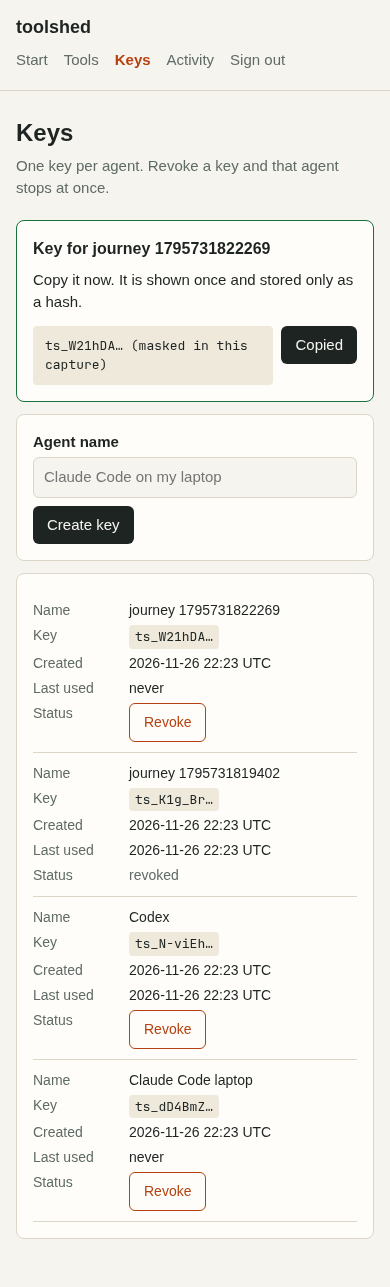 toolshed
Start Tools Keys Activity Sign out
Keys
One key per agent. Revoke a key and that agent
stops at once.
Key for journey 1795731822269
Copy it now. It is shown once and stored only as
a hash.
ts_W21hDA… (masked in this
capture)
Copied
Agent name
Claude Code on my laptop
Create key
Name journey 1795731822269
Key ts_W21hDA…
Created 2026-11-26 22:23 UTC
Last used never
Status Revoke
Name journey 1795731819402
Key ts_K1g_Br…
Created 2026-11-26 22:23 UTC
Last used 2026-11-26 22:23 UTC
Status revoked
Name Codex
Key ts_N-viEh…
Created 2026-11-26 22:23 UTC
Last used 2026-11-26 22:23 UTC
Status Revoke
Name Claude Code laptop
Key ts_dD4BmZ…
Created 2026-11-26 22:23 UTC
Last used never
Status Revoke